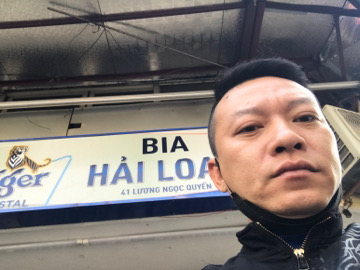 BIA
HẢI LOA
41 LƯƠNG NGỌC QUYẾN
ger
STAL